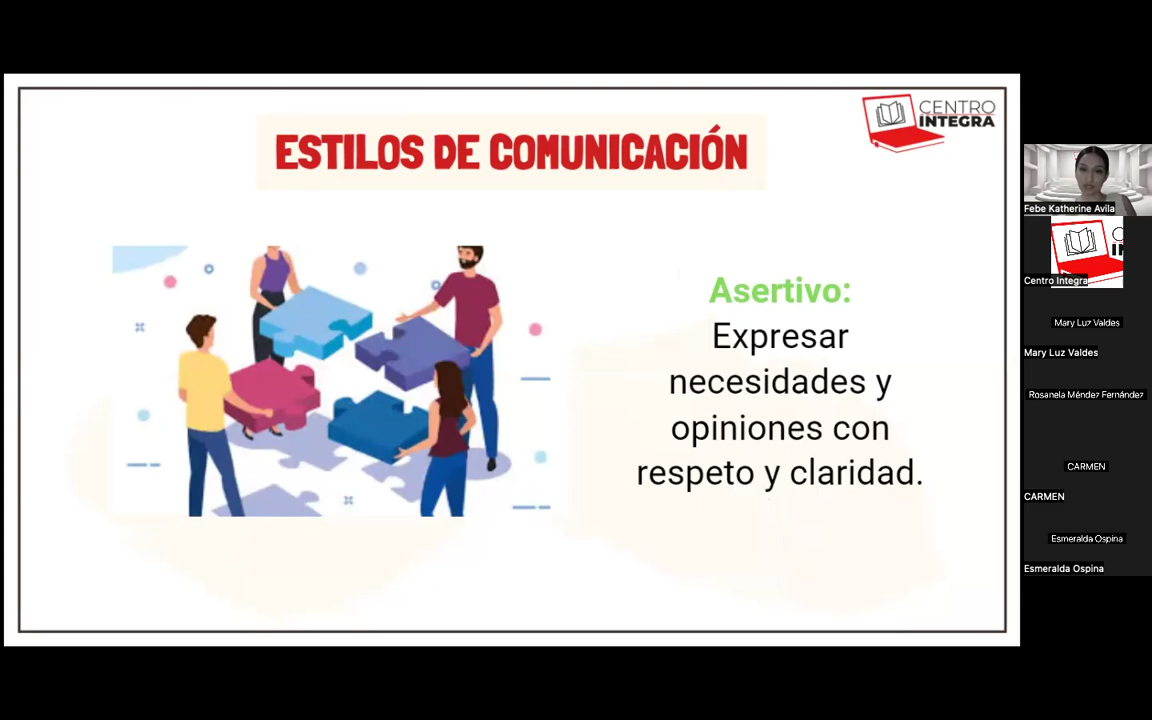 ESTILOS DE COMUNICACIÓN
CENTRO
INTEGRA
Asertivo:
Expresar
necesidades y
opiniones con
respeto y claridad.
Febe Katherine Avila
Centro Integra
Mary Luz Valdes
Mary Luz Valdes
Rosanela Méndez Fernández
CARMEN
CARMEN
Esmeralda Ospina
Esmeralda Ospina